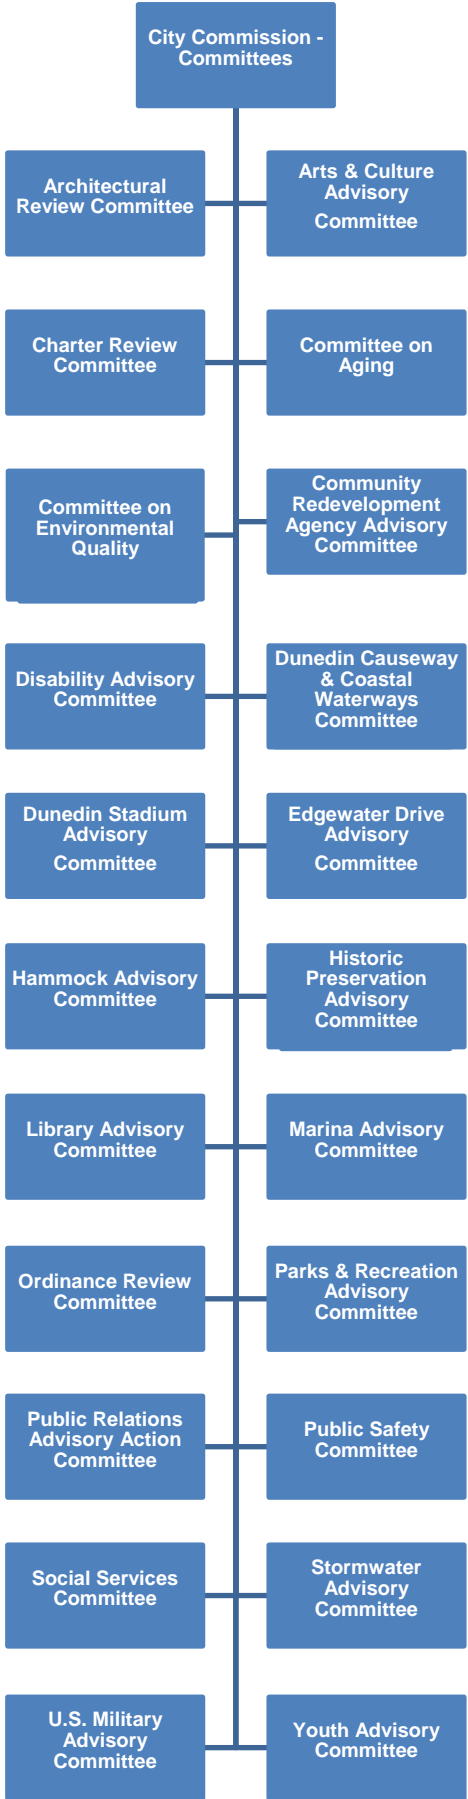 City Commission -
Committees
Architectural
Review Committee
Arts & Culture
Advisory
Committee
Charter Review
Committee
Committee on
Aging
Committee on
Environmental
Quality
Community
Redevelopment
Agency Advisory
Committee
Disability Advisory
Committee
Dunedin Causeway
& Coastal
Waterways
Committee
Dunedin Stadium
Advisory
Committee
Edgewater Drive
Advisory
Committee
Hammock Advisory
Committee
Historic
Preservation
Advisory
Committee
Library Advisory
Committee
Marina Advisory
Committee
Ordinance Review
Committee
Parks & Recreation
Advisory
Committee
Public Relations
Advisory Action
Committee
Public Safety
Committee
Social Services
Committee
Stormwater
Advisory
Committee
U.S. Military
Advisory
Committee
Youth Advisory
Committee